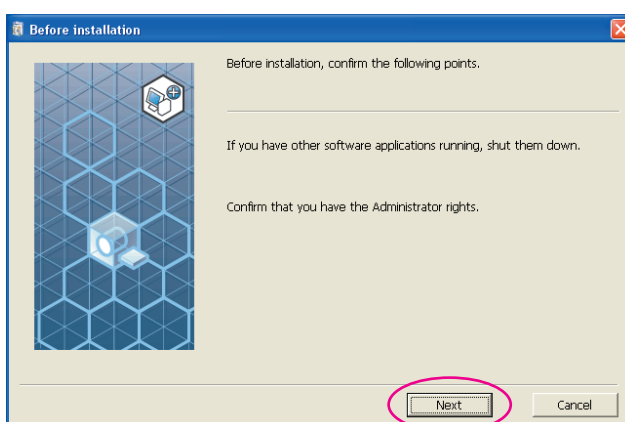 Before installation
Before installation, confirm the following points.
If you have other software applications running, shut them down.
Confirm that you have the Administrator rights.
Next
Cancel